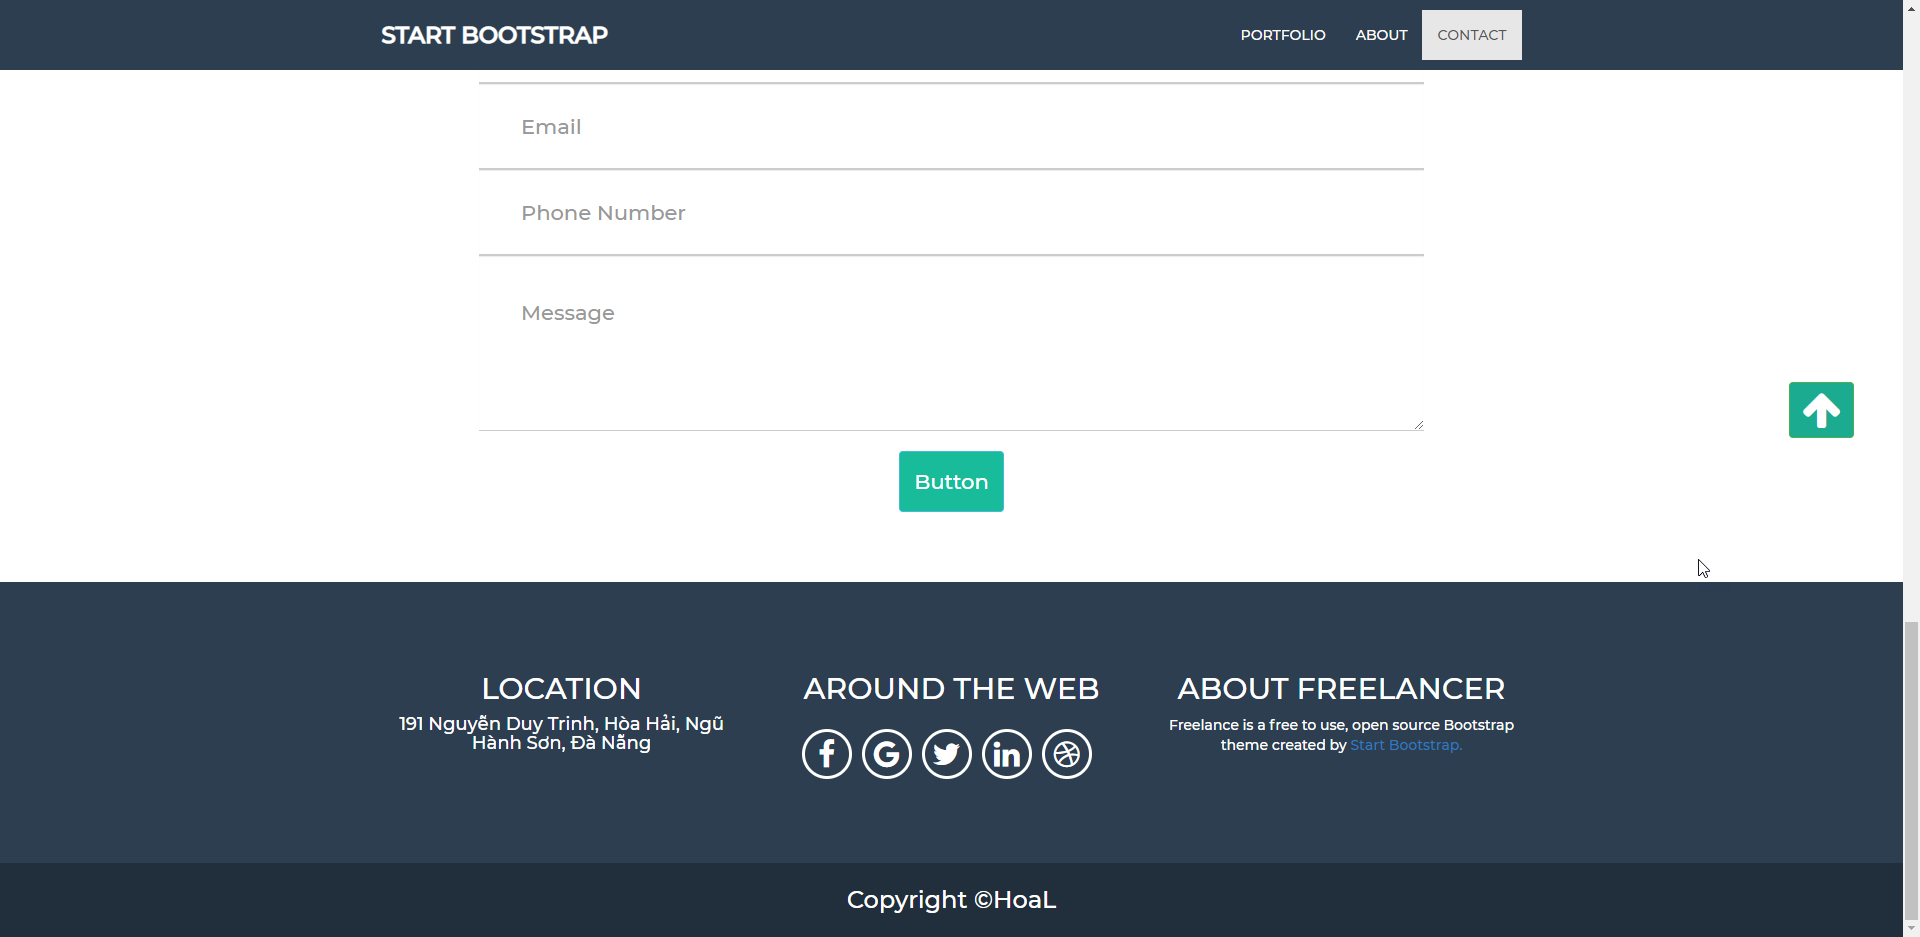 START BOOTSTRAP
PORTFOLIO ABOUT CONTACT
Email
Phone Number
Message
Button
LOCATION
191 Nguyễn Duy Trinh, Hòa Hải, Ngũ
Hành Sơn, Đà Nẵng
AROUND THE WEB
ABOUT FREELANCER
Freelance is a free to use, open source Bootstrap
theme created by Start Bootstrap.
Copyright ©HoaL